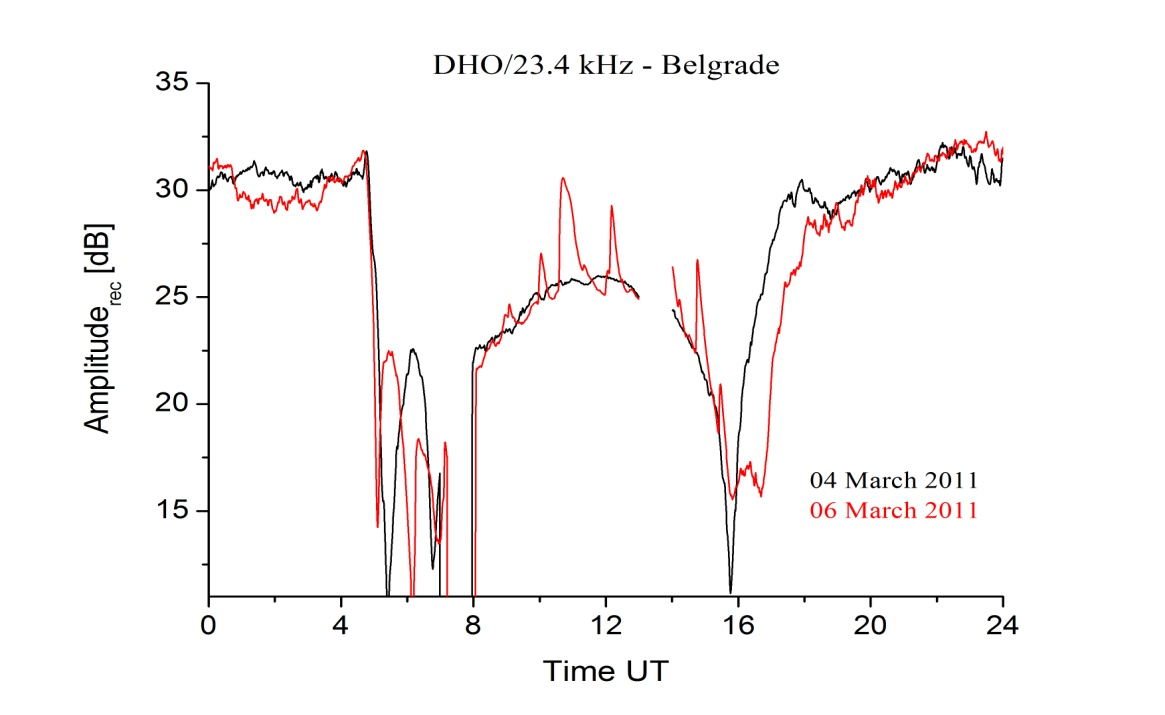 DHO/23.4 kHz - Belgrade
35
30
25
20
15
Amplituderec [dB]
04 March 2011
06 March 2011
0 4 8 12 16 20 24
Time UT